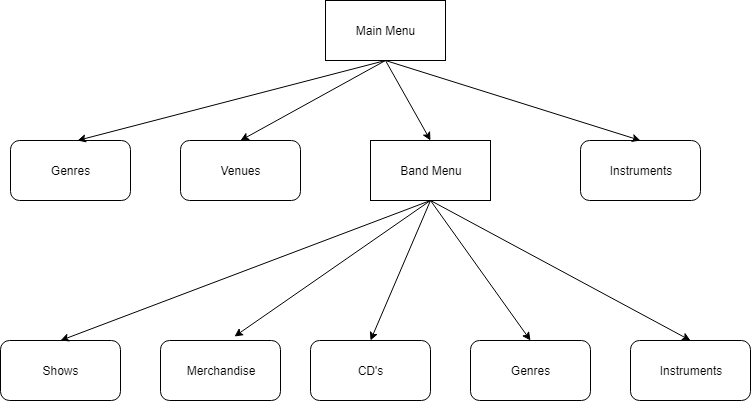 Main Menu
Genres
Venues
Band Menu
Instruments
Shows
Merchandise
CD's
Genres
Instruments